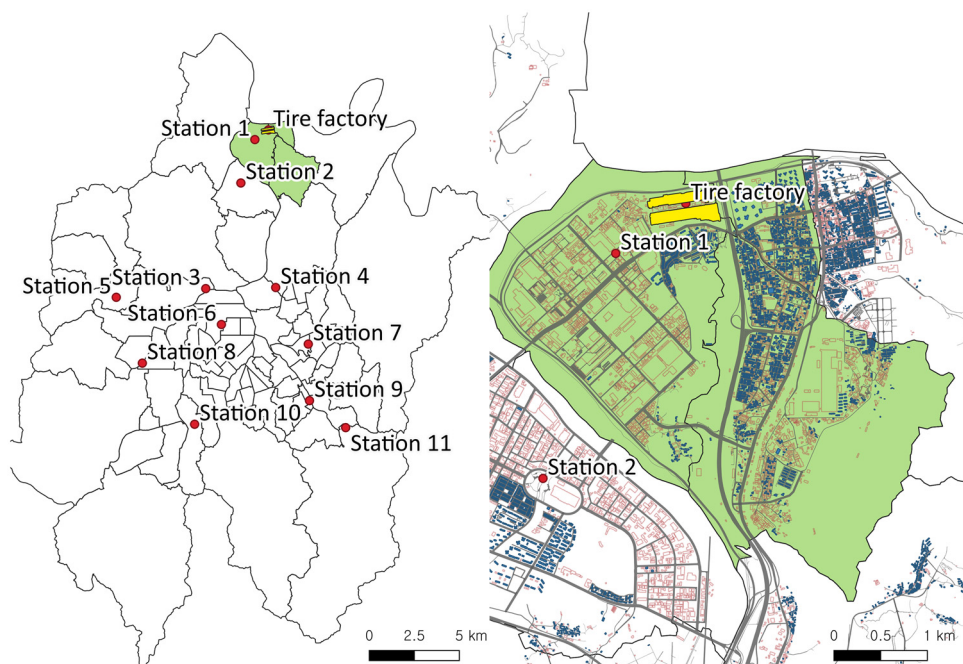 Station 1
Tire factory
Station 2
Station 3
Station 4
Station 5
Station 6
Station 7
Station 8
Station 9
Station 10
Station 11
0 5 km
Tire factory
Station 1
Station 2
0 0.5 1 km